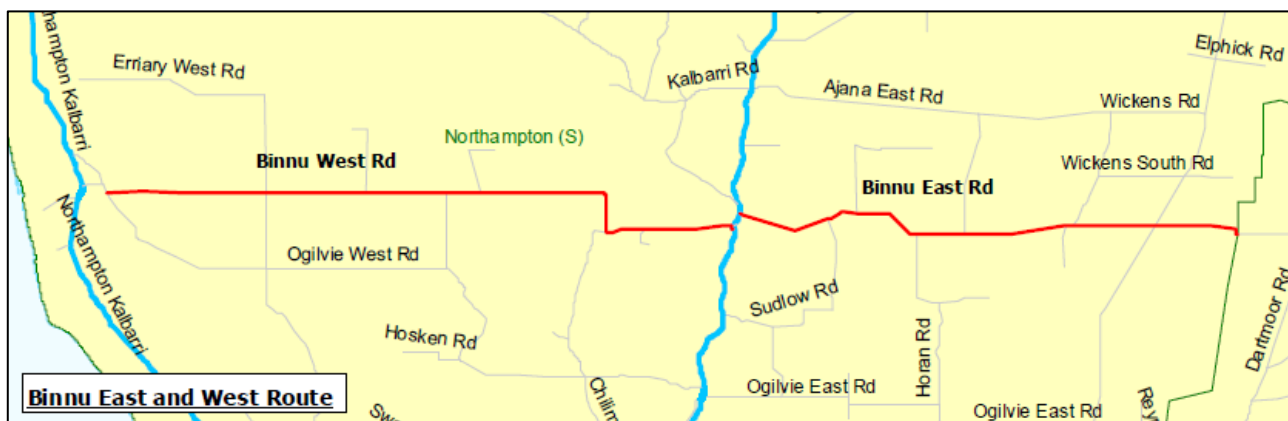 Elphick Rd
Erriary West Rd
Kalbarri Rd
Ajana East Rd
Wickens Rd
Northampton Kalbarri
Northampton (S)
Binnu West Rd
Wickens South Rd
Binnu East Rd
Northampton Kalbarri
Ogilvie West Rd
Sudlow Rd
Dartmoor Rd
Hosken Rd
Horan Rd
Ogilvie East Rd
Ogilvie East Rd
Binnu East and West Route